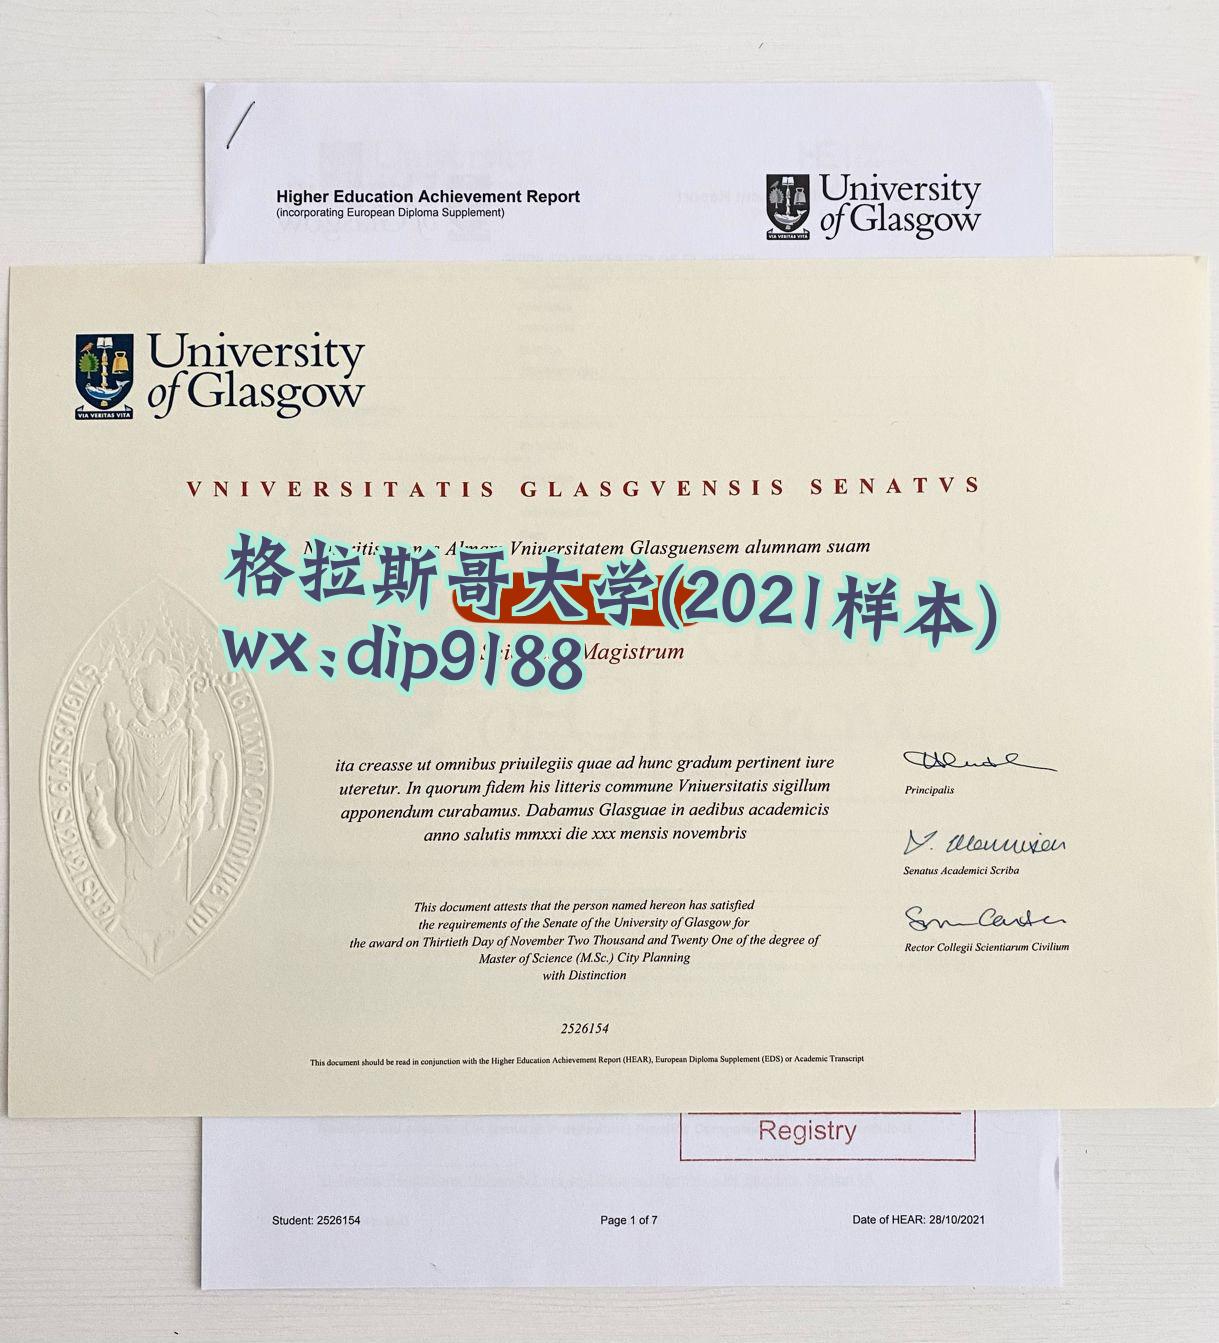 Higher Education Achievement Report
(incorporating European Diploma Supplement)
University
of Glasgow
VIA VERITAS VITA
University
of Glasgow
VIA VERITAS VITA
VNIVERSITATIS GLASGVENSIS SENATVS
Vniuersitatem Glasguensem alumnam suam
格拉斯哥大学(2021样本)
wx:dip9188
Magistrum
ita creasse ut omnibus priuilegiis quae ad hunc gradum pertinent iure
uteretur. In quorum fidem his litteris commune Vniuersitatis sigillum
apponendum curabamus. Dabamus Glasguae in aedibus academicis
anno salutis mmxxi die xxx mensis novembris
Principalis
Senatus Academici Scriba
Rector Collegii Scientiarum Civilium
This document attests that the person named hereon has satisfied
the requirements of the Senate of the University of Glasgow for
the award on Thirtieth Day of November Two Thousand and Twenty One of the degree of
Master of Science (M.Sc.) City Planning
with Distinction
2526154
This document should be read in conjunction with the Higher Education Achievement Report (HEAR), European Diploma Supplement (EDS) or Academic Transcript
Registry
Student: 2526154
Page 1 of 7
Date of HEAR: 28/10/2021